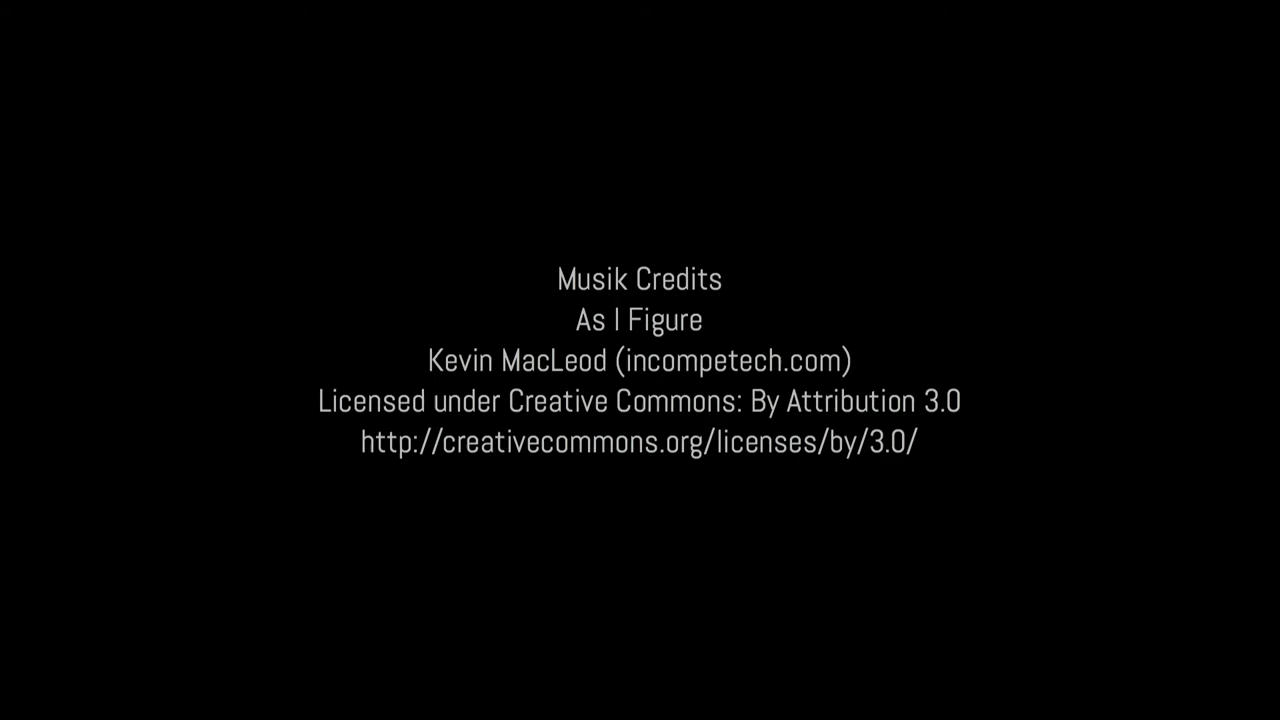 Musik Credits
As I Figure
Kevin MacLeod (incompetech.com)
Licensed under Creative Commons: By Attribution 3.0
http://creativecommons.org/licenses/by/3.0/